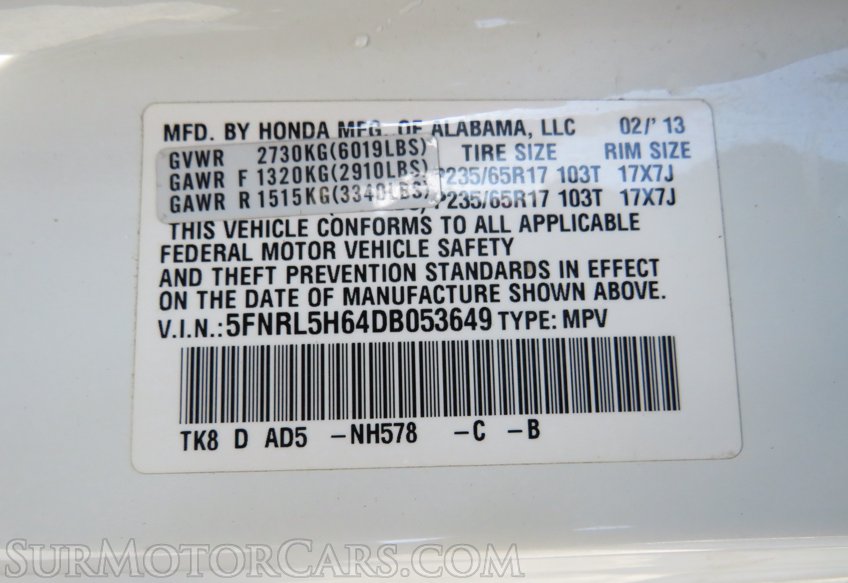 MFD. BY HONDA MFG. OF ALABAMA, LLC 02/'13
GVWR 2730KG(6019LBS) TIRE SIZE RIM SIZE
GAWR F 1320KG(2910LBS) P235/65R17 103T 17X7J
GAWR R 1515KG(3340LBS) P235/65R17 103T 17X7J
THIS VEHICLE CONFORMS TO ALL APPLICABLE
FEDERAL MOTOR VEHICLE SAFETY
AND THEFT PREVENTION STANDARDS IN EFFECT
ON THE DATE OF MANUFACTURE SHOWN ABOVE.
V.I.N.:5FNRL5H64DB053649 TYPE: MPV
TK8 D AD5 -NH578 -C -B
SurMotorCars.com